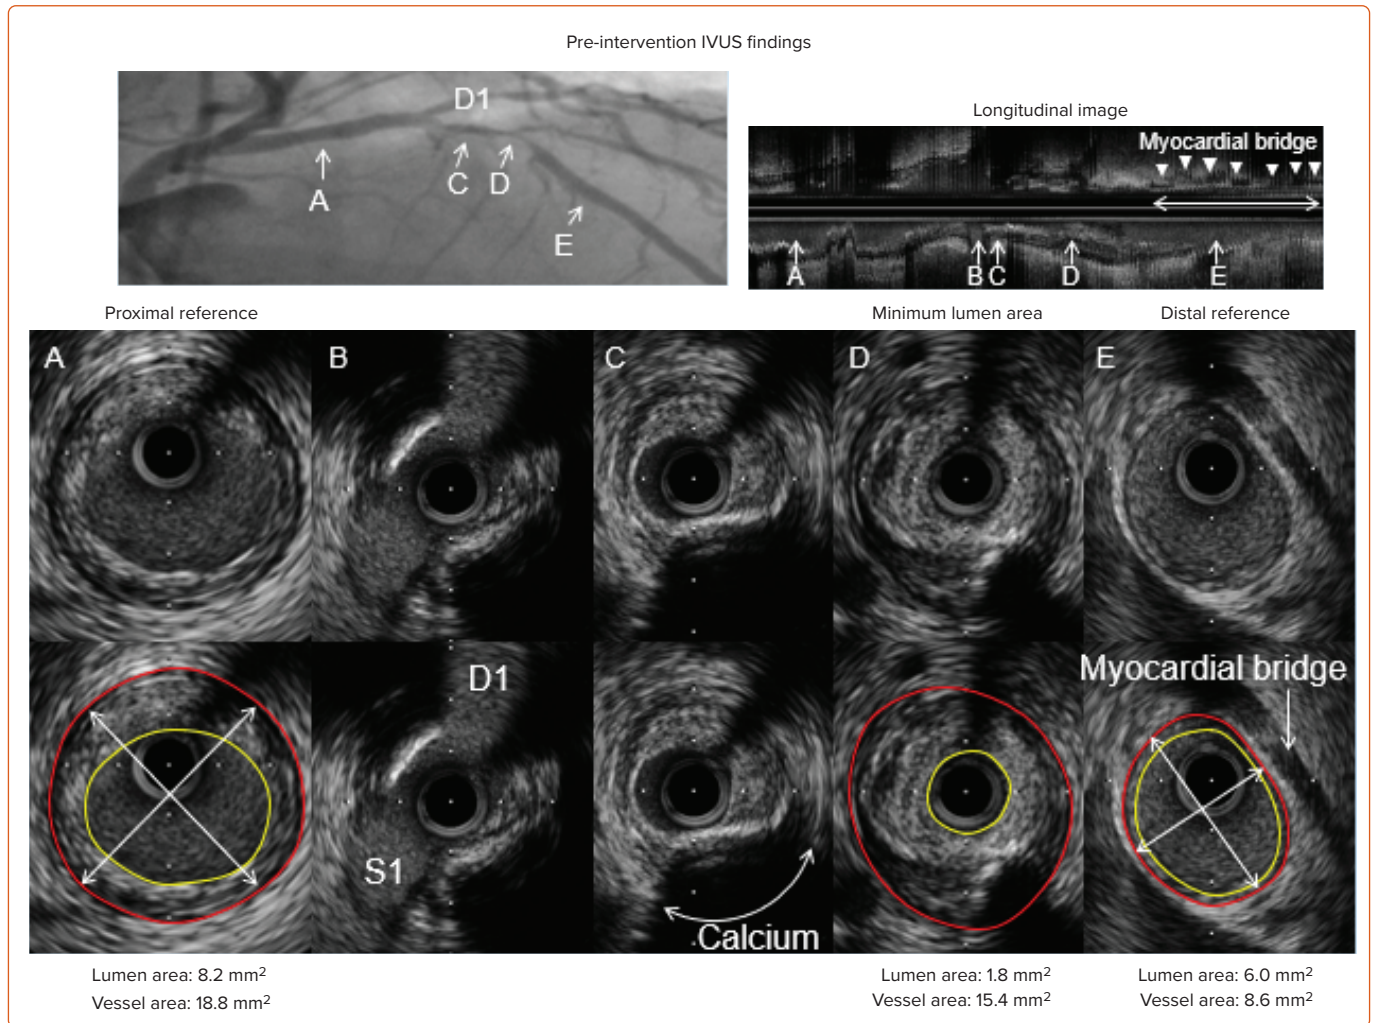 Pre-intervention IVUS findings
D1
A
C
D
E
Longitudinal image
Myocardial bridge
A
B
C
D
E
Proximal reference
Minimum lumen area
Distal reference
A
B
C
D
E
D1
S1
Calcium
Myocardial bridge
Lumen area: 8.2 mm²
Vessel area: 18.8 mm²
Lumen area: 1.8 mm²
Vessel area: 15.4 mm²
Lumen area: 6.0 mm²
Vessel area: 8.6 mm²